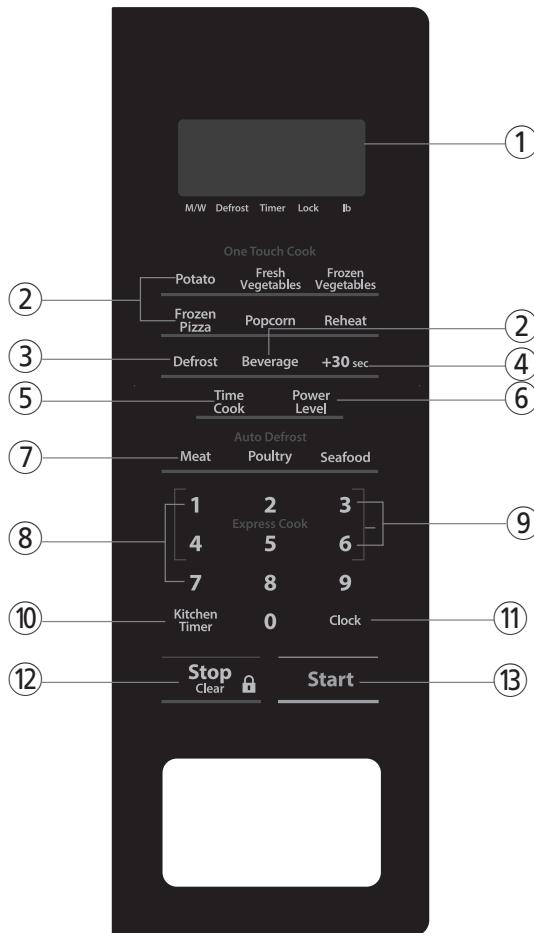 ①
M/W Defrost Timer Lock lb
One Touch Cook
②
Potato
Fresh
Vegetables
Frozen
Vegetables
Frozen
Pizza
Popcorn
Reheat
②
③
Defrost
Beverage
+30 sec
④
⑤
Time
Cook
Power
Level
⑥
Auto Defrost
⑦
Meat
Poultry
Seafood
1 2 3
⑧
Express Cook
⑨
4 5 6
7 8 9
⑩
Kitchen
Timer
0
Clock
⑪
⑫
Stop
Clear
Start
⑬